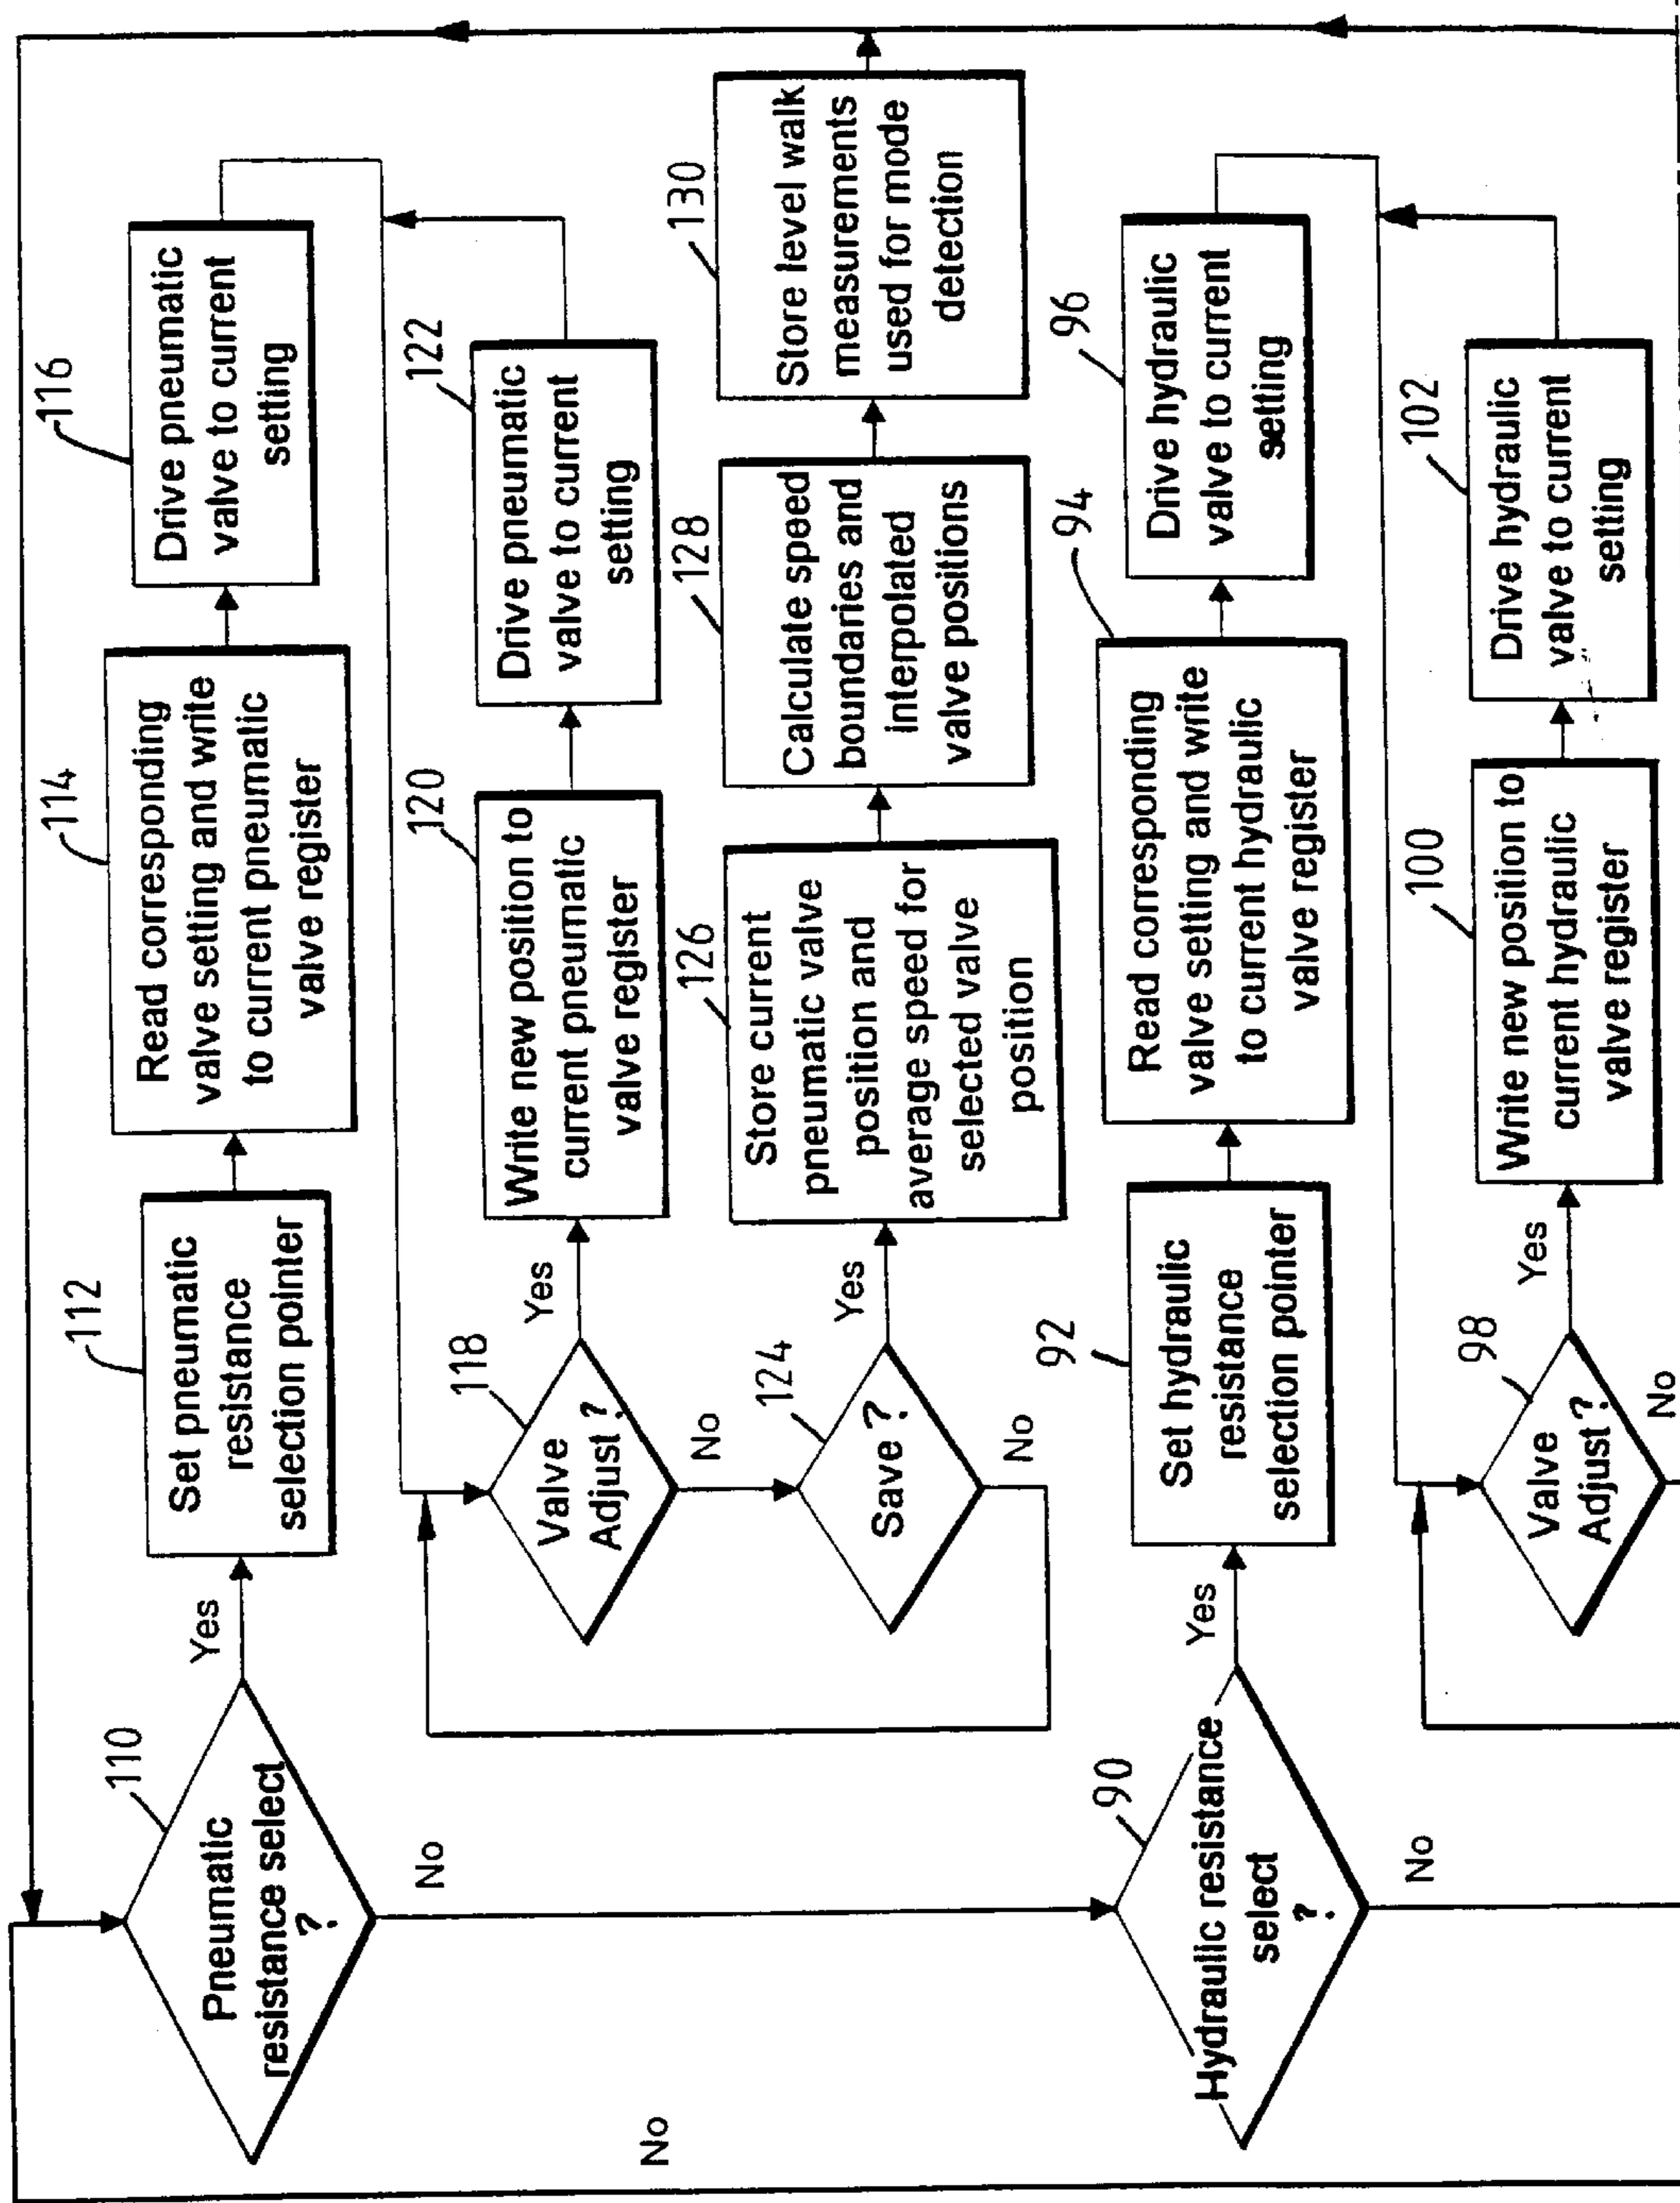 110
Pneumatic
resistance select
?
Yes
No
112
Set pneumatic
resistance
selection pointer
114
Read corresponding
valve setting and write
to current pneumatic
valve register
116
Drive pneumatic
valve to current
setting
118
Valve
Adjust ?
Yes
No
120
Write new position to
current pneumatic
valve register
122
Drive pneumatic
valve to current
setting
124
Save ?
Yes
No
126
Store current
pneumatic valve
position and
average speed for
selected valve
position
128
Calculate speed
boundaries and
interpolated
valve positions
130
Store level walk
measurements
used for mode
detection
No
90
Hydraulic resistance
select
?
Yes
No
92
Set hydraulic
resistance
selection pointer
94
Read corresponding
valve setting and write
to current hydraulic
valve register
96
Drive hydraulic
valve to current
setting
98
Valve
Adjust ?
Yes
No
100
Write new position to
current hydraulic
valve register
102
Drive hydraulic
valve to current
setting